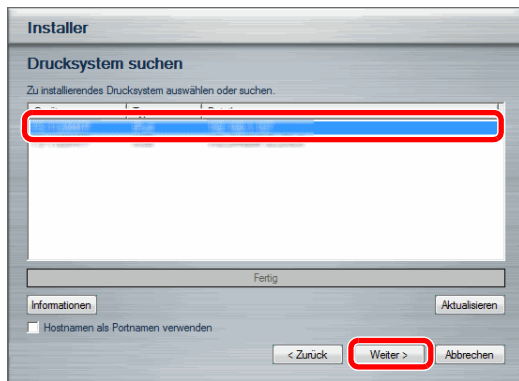 Installer
Drucksystem suchen
Zu installierendes Drucksystem auswählen oder suchen.
Fertig
Informationen
Aktualisieren
Hostnamen als Portnamen verwenden
< Zurück
Weiter >
Abbrechen